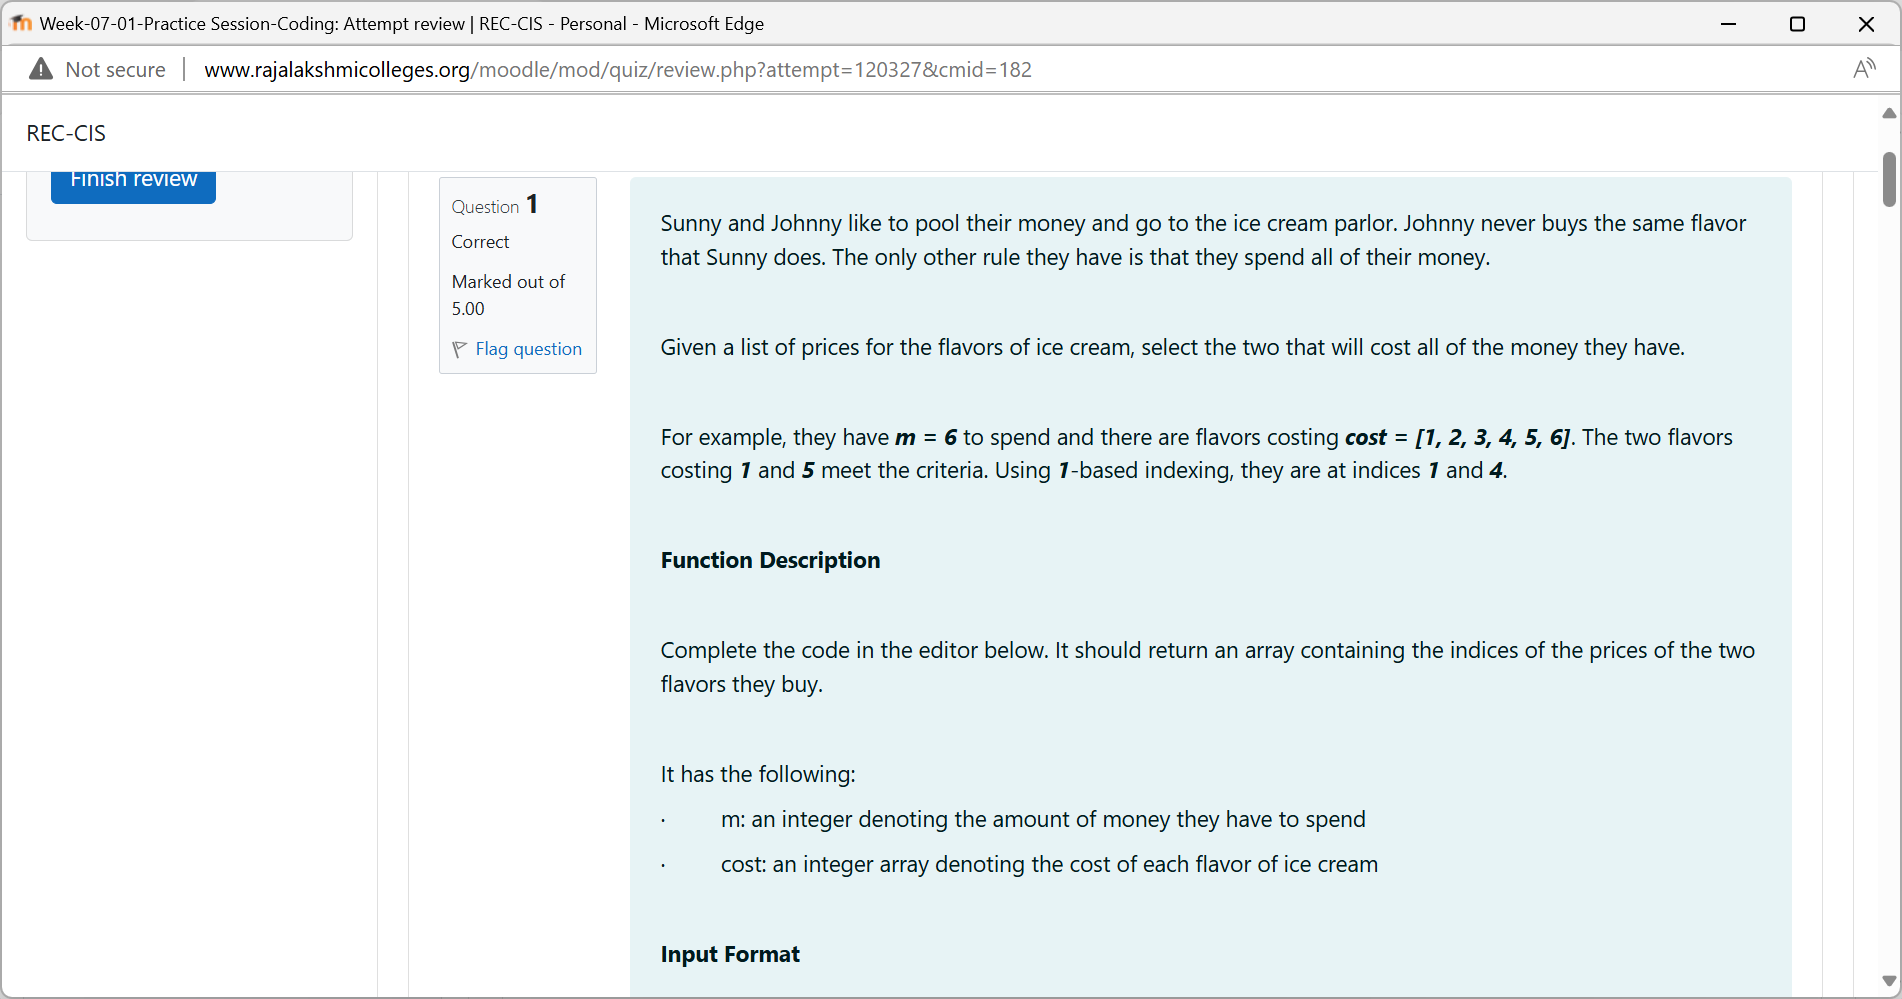 Week-07-01-Practice Session-Coding: Attempt review | REC-CIS - Personal - Microsoft Edge
Not secure | www.rajalakshmicolleges.org/moodle/mod/quiz/review.php?attempt=120327&cmid=182
REC-CIS
Finish review
Question 1
Correct
Marked out of
5.00
Flag question
Sunny and Johnny like to pool their money and go to the ice cream parlor. Johnny never buys the same flavor
that Sunny does. The only other rule they have is that they spend all of their money.
Given a list of prices for the flavors of ice cream, select the two that will cost all of the money they have.
For example, they have m = 6 to spend and there are flavors costing cost = [1, 2, 3, 4, 5, 6]. The two flavors
costing 1 and 5 meet the criteria. Using 1-based indexing, they are at indices 1 and 4.
Function Description
Complete the code in the editor below. It should return an array containing the indices of the prices of the two
flavors they buy.
It has the following:
· m: an integer denoting the amount of money they have to spend
· cost: an integer array denoting the cost of each flavor of ice cream
Input Format